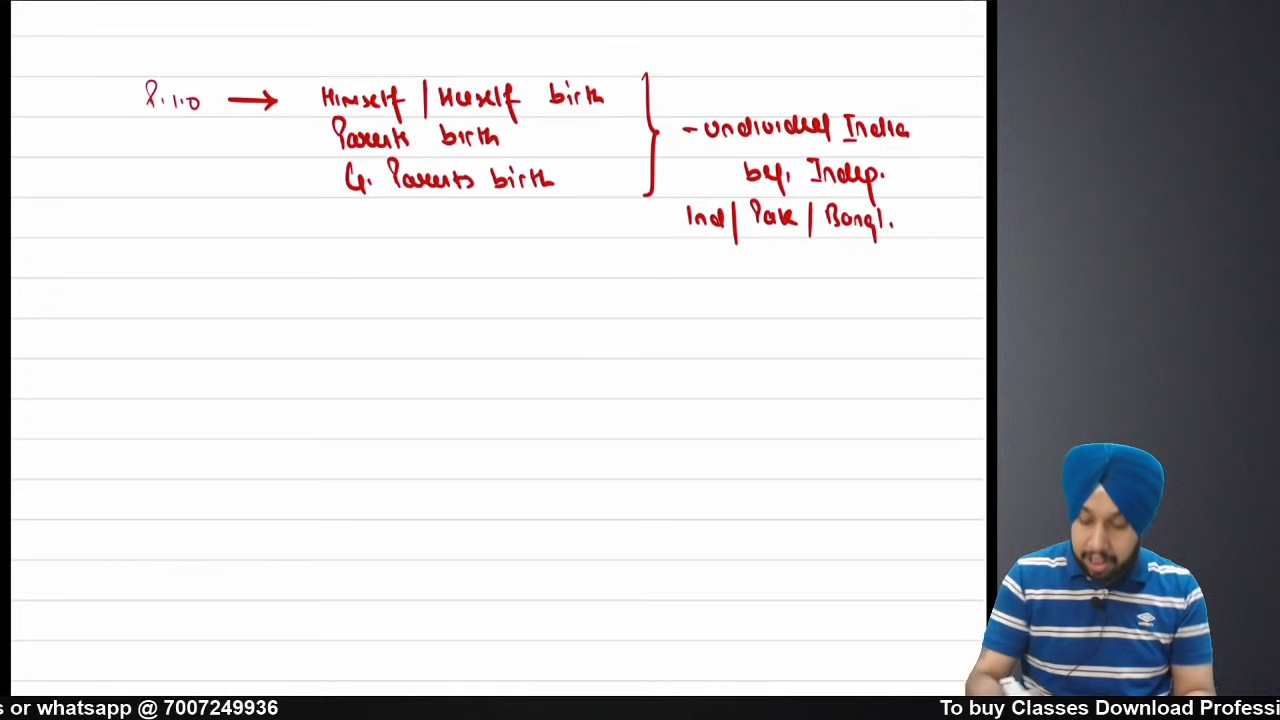 P.I.O → Himself | Herself birth
Parents birth
G. Parents birth
- undivided India
bef. Indep.
Ind | Pak | Bangl.
umbro
s or whatsapp @ 7007249936
To buy Classes Download Professi